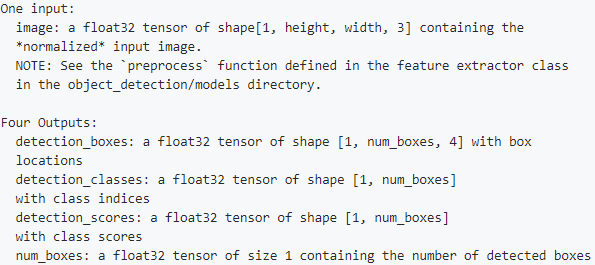 One input:
image: a float32 tensor of shape[1, height, width, 3] containing the
*normalized* input image.
NOTE: See the `preprocess` function defined in the feature extractor class
in the object_detection/models directory.
Four Outputs:
detection_boxes: a float32 tensor of shape [1, num_boxes, 4] with box
locations
detection_classes: a float32 tensor of shape [1, num_boxes]
with class indices
detection_scores: a float32 tensor of shape [1, num_boxes]
with class scores
num_boxes: a float32 tensor of size 1 containing the number of detected boxes